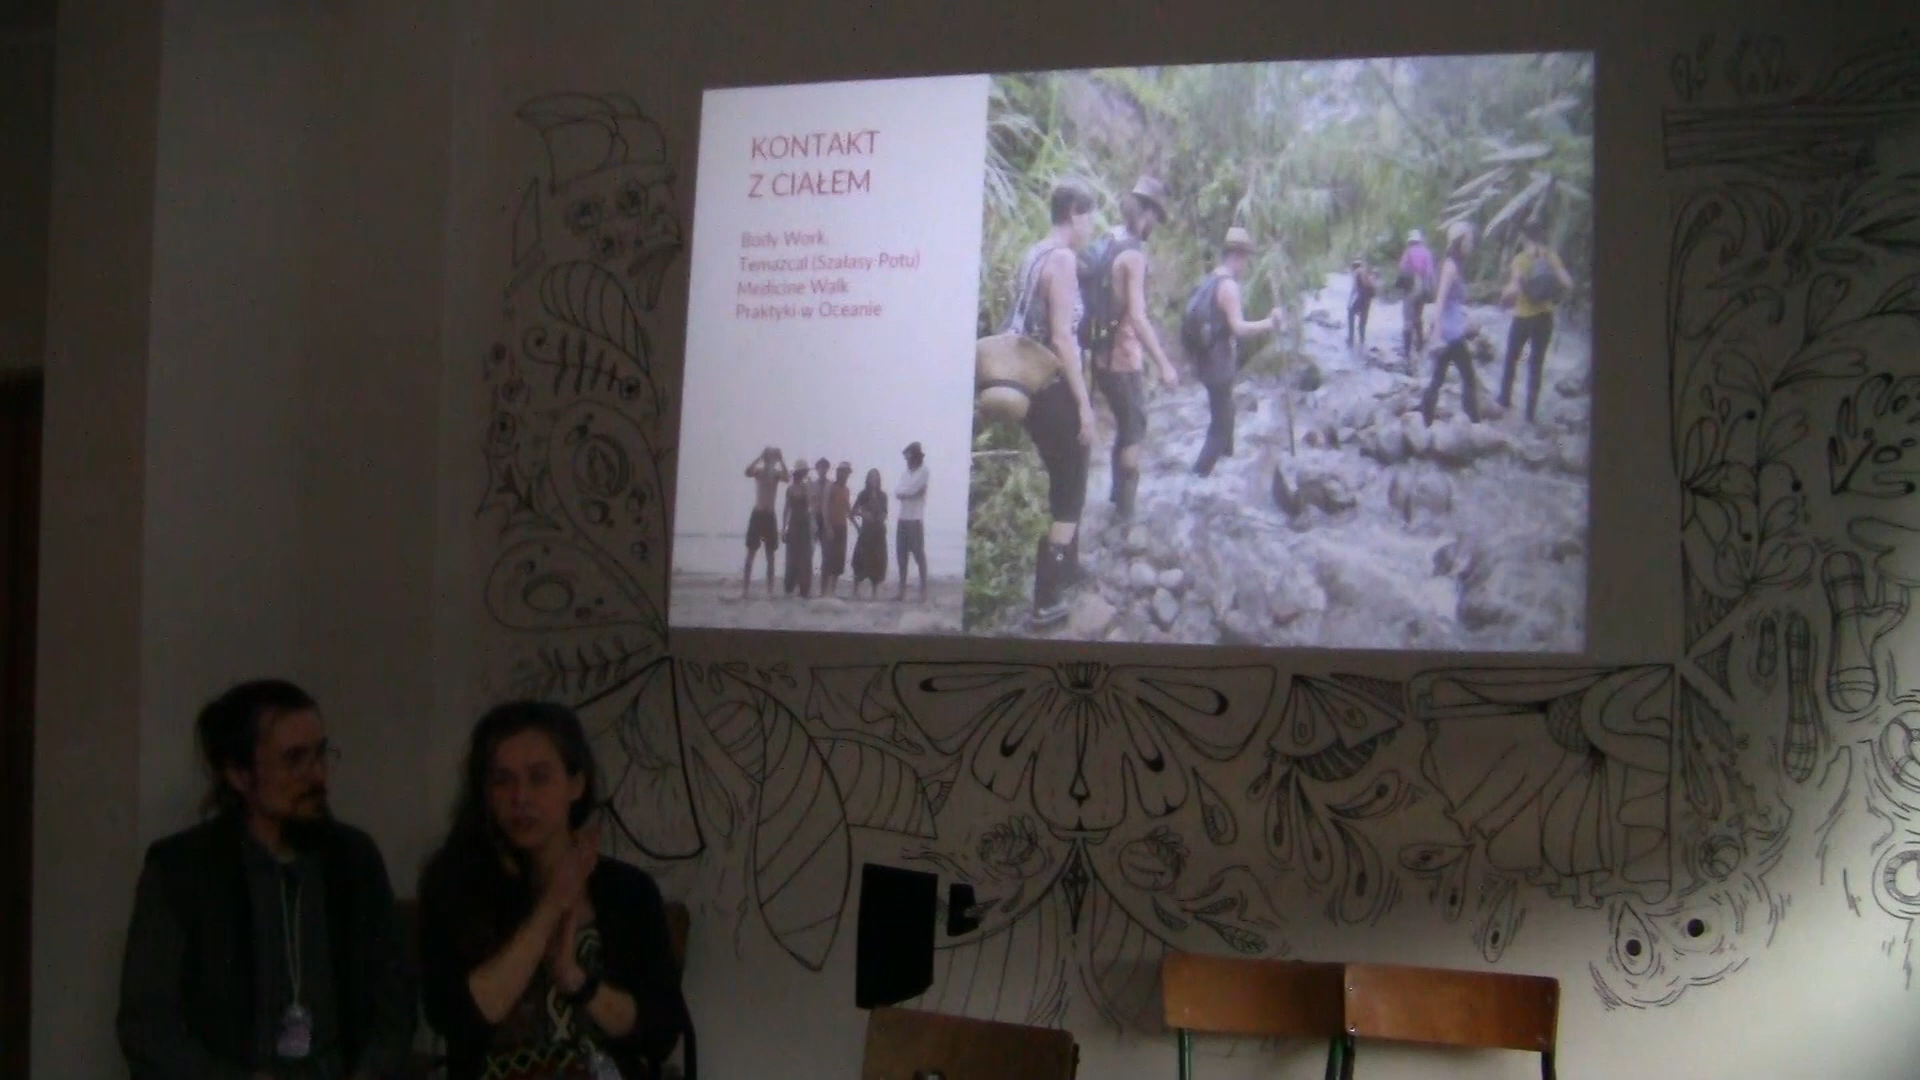 KONTAKT
Z CIAŁEM
Body Work,
Temazcal (Szałasy Potu)
Medicine Walk
Praktyki w Oceanie